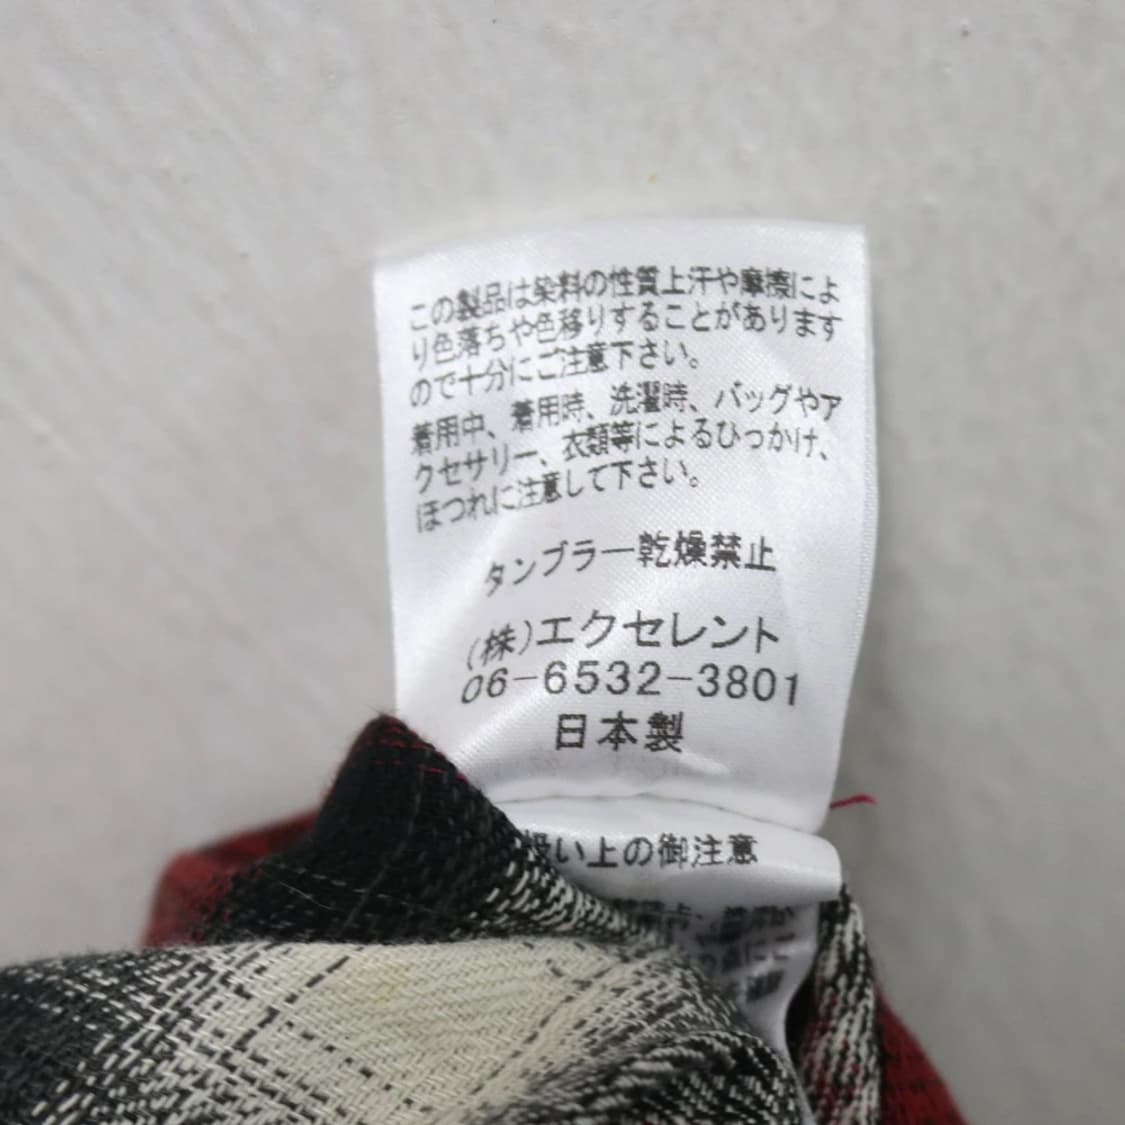 この製品は染料の性質上汗や摩擦によ
り色落ちや色移りすることがあります
ので十分にご注意下さい。
着用中、着用時、洗濯時、バッグやア
クセサリー、衣類等によるひっかけ、
ほつれに注意して下さい。
タンブラー乾燥禁止
(株)エクセレント
06-6532-3801
日本製
扱い上の御注意